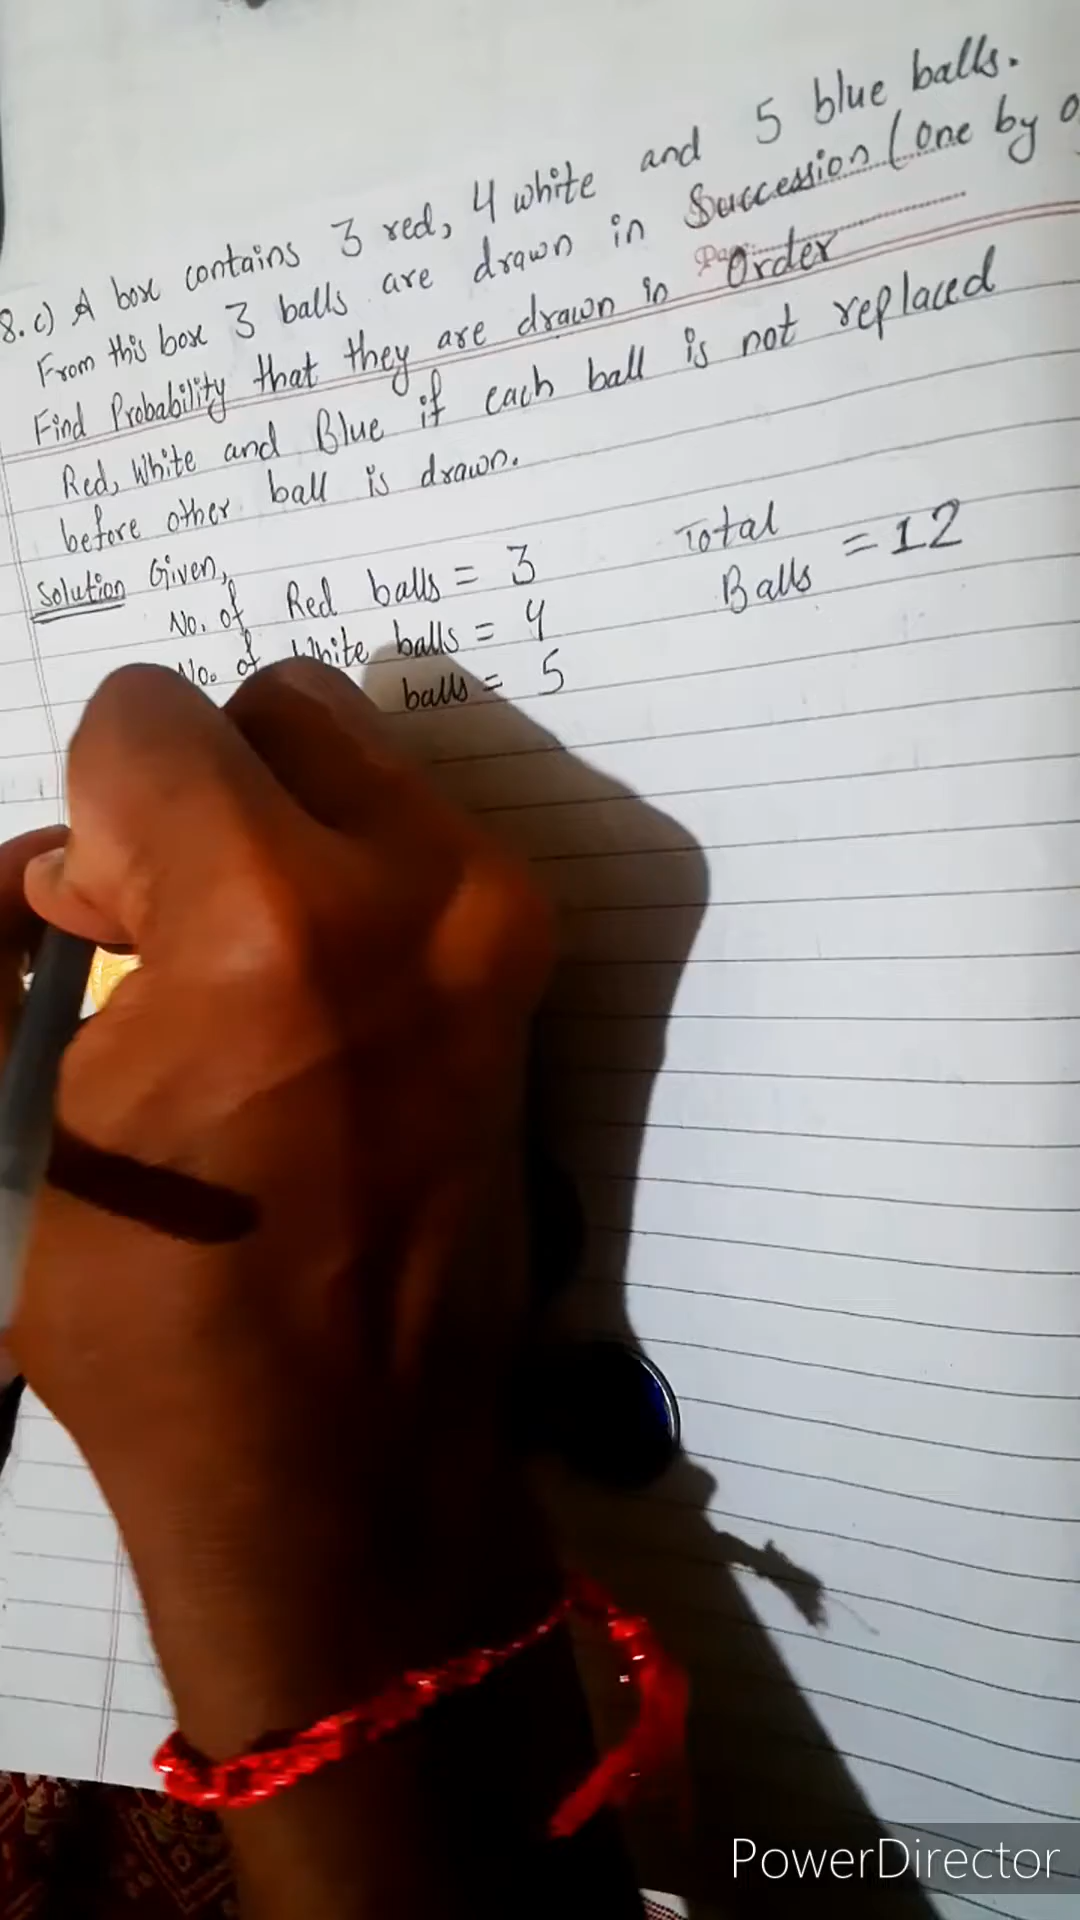 8. c) A box contains 3 red, 4 white and 5 blue balls.
From this box 3 balls are drawn in Succession (one by
Find Probability that they are drawn in Order
Red, White and Blue if each ball is not replaced
before other ball is drawn.
Solution Given,
No. of Red balls = 3
No. of White balls = 4
balls = 5
Total
Balls = 12
PowerDirector